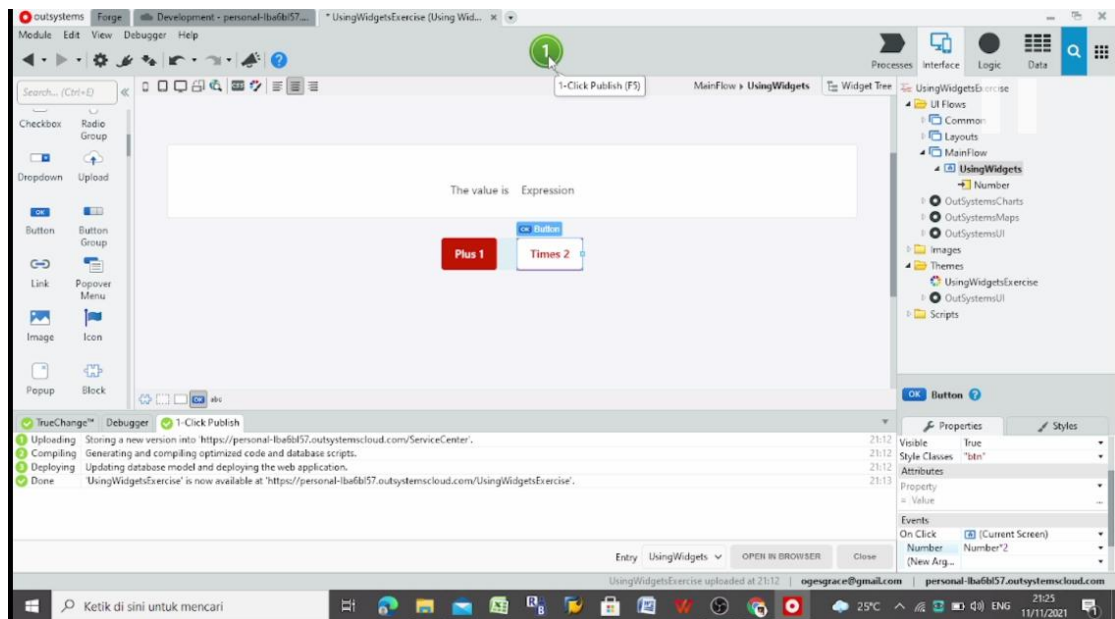 outsystems Forge Development - personal-lba6bl57.... * UsingWidgetsExercise (Using Wid...
Module Edit View Debugger Help
1
Processes Interface Logic Data
1-Click Publish (F5)
MainFlow UsingWidgets Widget Tree
Search... (Ctrl+E)
Checkbox Radio Group
Dropdown Upload
OK
Button Button Group
Link Popover Menu
Image Icon
Popup Block
The value is Expression
OK Button
Plus 1 Times 2
OK abc
UsingWidgetsExercise
UI Flows
Common
Layouts
MainFlow
UsingWidgets
Number
OutSystemsCharts
OutSystemsMaps
OutSystemsUI
Images
Themes
UsingWidgetsExercise
OutSystemsUI
Scripts
OK Button ?
Properties Styles
Visible True
Style Classes "btn"
Attributes
Property
= Value
Events
On Click (Current Screen)
Number Number*2
(New Arg...
TrueChange™ Debugger 1-Click Publish
1 Uploading Storing a new version into 'https://personal-lba6bl57.outsystemscloud.com/ServiceCenter'. 21:12
2 Compiling Generating and compiling optimized code and database scripts. 21:12
3 Deploying Updating database model and deploying the web application. 21:12
Done 'UsingWidgetsExercise' is now available at 'https://personal-lba6bl57.outsystemscloud.com/UsingWidgetsExercise'. 21:13
Entry UsingWidgets OPEN IN BROWSER Close
UsingWidgetsExercise uploaded at 21:12 ogesgrace@gmail.com personal-lba6bl57.outsystemscloud.com
Ketik di sini untuk mencari
25°C ENG 21:25
11/11/2021